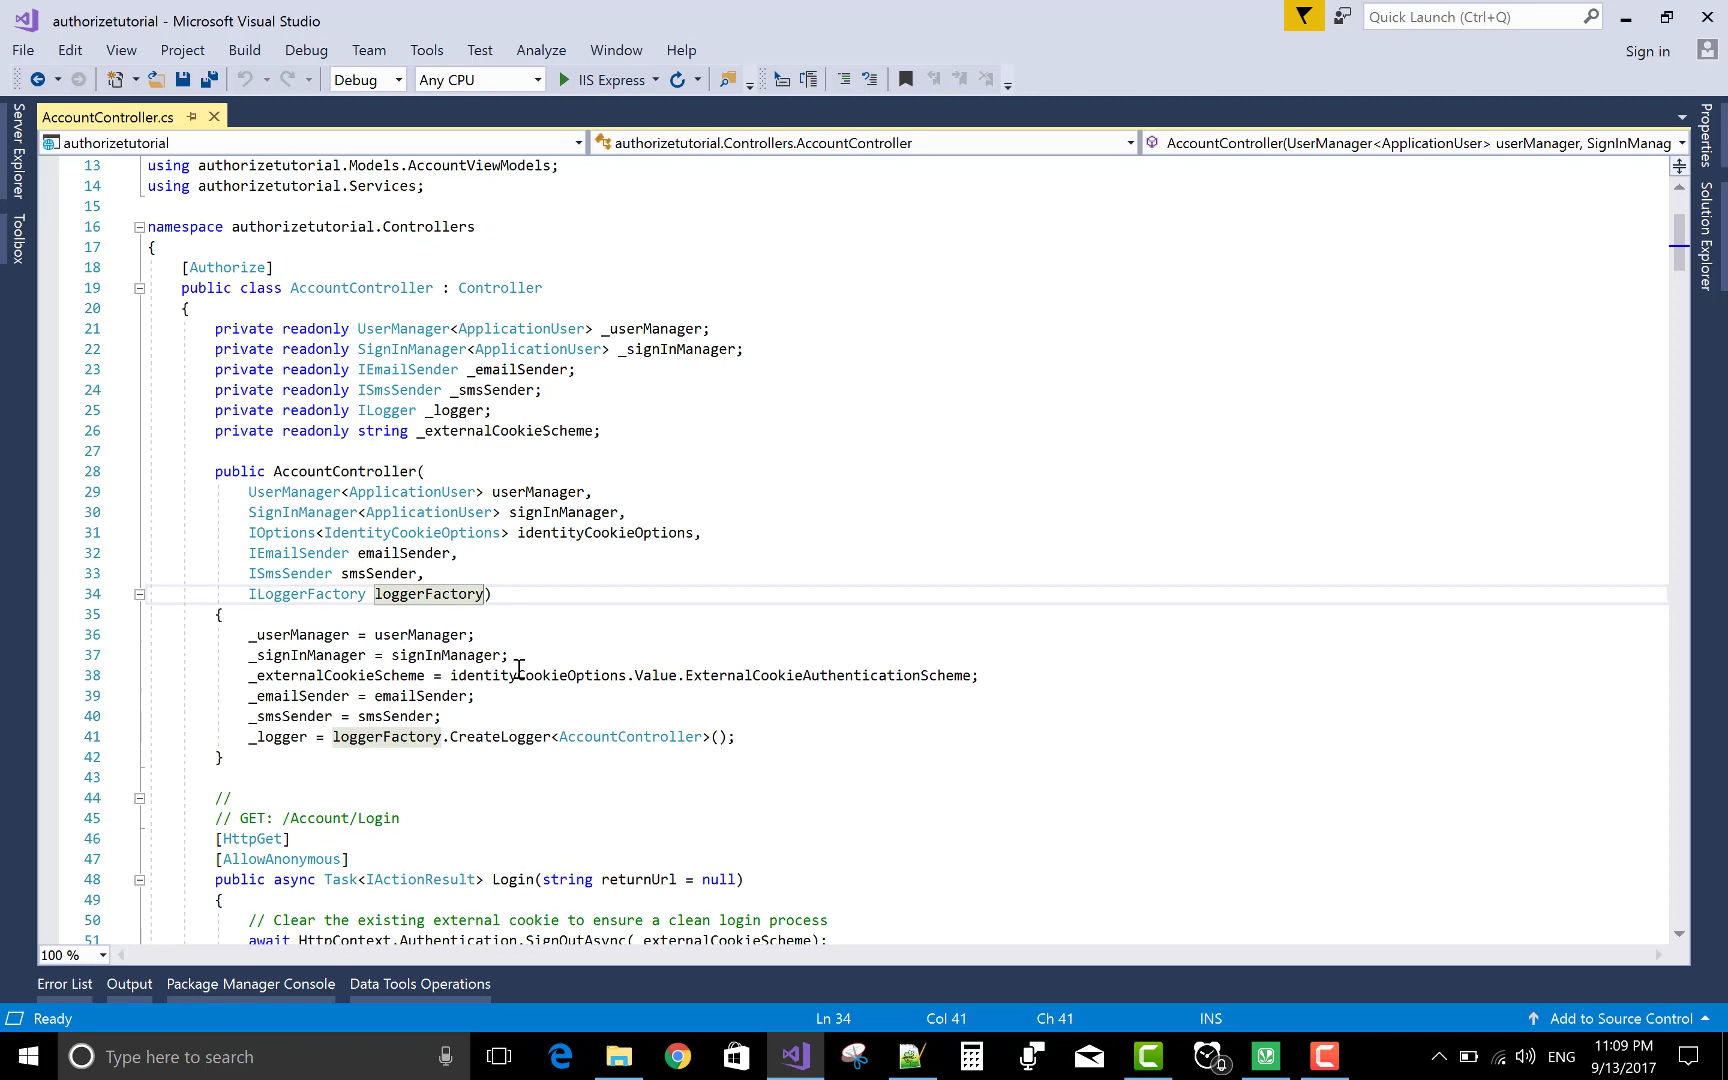 authorizetutorial - Microsoft Visual Studio
Quick Launch (Ctrl+Q)
File Edit View Project Build Debug Team Tools Test Analyze Window Help
Sign in
Debug Any CPU IIS Express
Server Explorer
Toolbox
Properties
Solution Explorer
AccountController.cs
authorizetutorial authorizetutorial.Controllers.AccountController AccountController(UserManager<ApplicationUser> userManager, SignInManag
13 using authorizetutorial.Models.AccountViewModels;
14 using authorizetutorial.Services;
15
16 namespace authorizetutorial.Controllers
17 {
18 [Authorize]
19 public class AccountController : Controller
20 {
21 private readonly UserManager<ApplicationUser> _userManager;
22 private readonly SignInManager<ApplicationUser> _signInManager;
23 private readonly IEmailSender _emailSender;
24 private readonly ISmsSender _smsSender;
25 private readonly ILogger _logger;
26 private readonly string _externalCookieScheme;
27
28 public AccountController(
29 UserManager<ApplicationUser> userManager,
30 SignInManager<ApplicationUser> signInManager,
31 IOptions<IdentityCookieOptions> identityCookieOptions,
32 IEmailSender emailSender,
33 ISmsSender smsSender,
34 ILoggerFactory loggerFactory)
35 {
36 _userManager = userManager;
37 _signInManager = signInManager;
38 _externalCookieScheme = identityCookieOptions.Value.ExternalCookieAuthenticationScheme;
39 _emailSender = emailSender;
40 _smsSender = smsSender;
41 _logger = loggerFactory.CreateLogger<AccountController>();
42 }
43
44 //
45 // GET: /Account/Login
46 [HttpGet]
47 [AllowAnonymous]
48 public async Task<IActionResult> Login(string returnUrl = null)
49 {
50 // Clear the existing external cookie to ensure a clean login process
51 await HttpContext.Authentication.SignOutAsync(_externalCookieScheme);
100 %
Error List Output Package Manager Console Data Tools Operations
Ready Ln 34 Col 41 Ch 41 INS Add to Source Control
Type here to search
ENG
11:09 PM
9/13/2017